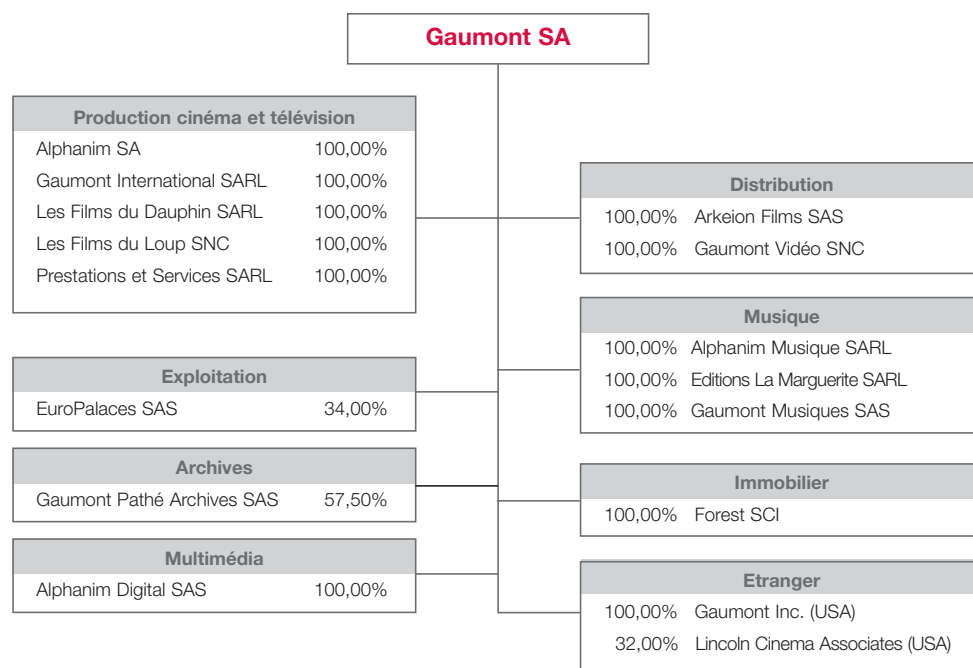 Gaumont SA
Production cinéma et télévision
Alphanim SA 100,00%
Gaumont International SARL 100,00%
Les Films du Dauphin SARL 100,00%
Les Films du Loup SNC 100,00%
Prestations et Services SARL 100,00%
Exploitation
EuroPalaces SAS 34,00%
Archives
Gaumont Pathé Archives SAS 57,50%
Multimédia
Alphanim Digital SAS 100,00%
Distribution
100,00% Arkeion Films SAS
100,00% Gaumont Vidéo SNC
Musique
100,00% Alphanim Musique SARL
100,00% Editions La Marguerite SARL
100,00% Gaumont Musiques SAS
Immobilier
100,00% Forest SCI
Etranger
100,00% Gaumont Inc. (USA)
32,00% Lincoln Cinema Associates (USA)